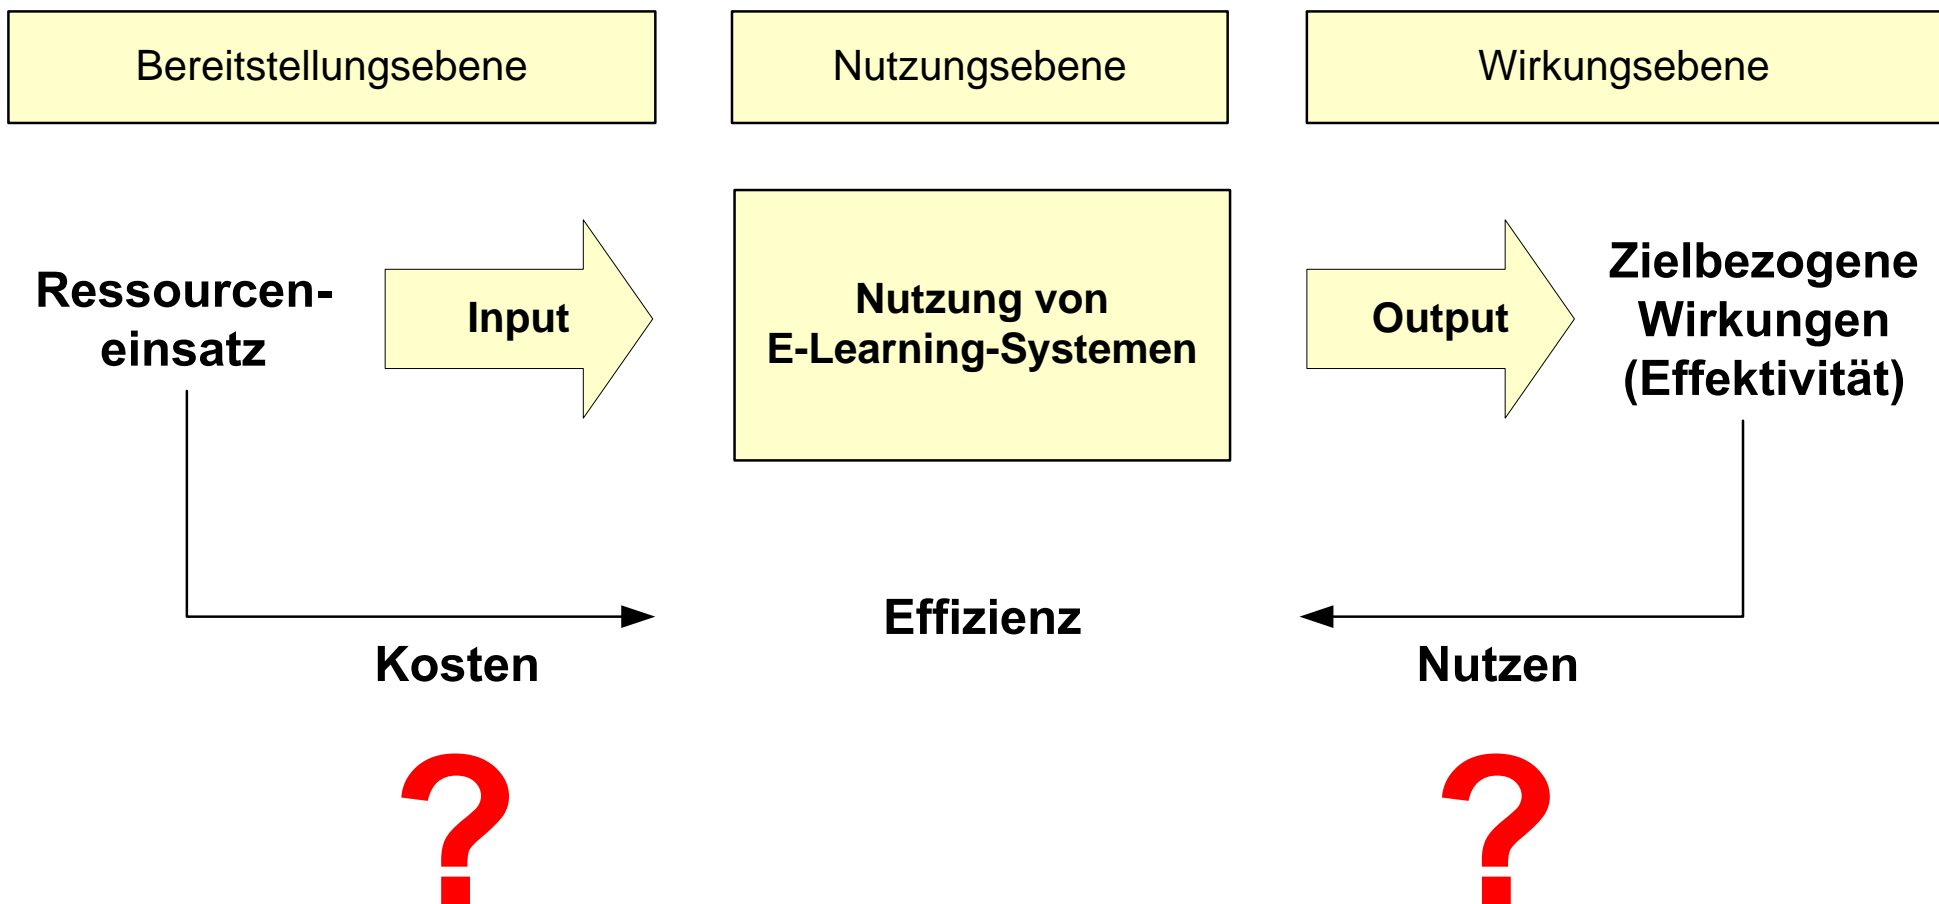 Bereitstellungsebene
Nutzungsebene
Wirkungsebene
Ressourcen-
einsatz
Input
Nutzung von
E-Learning-Systemen
Output
Zielbezogene
Wirkungen
(Effektivität)
Effizienz
Kosten
Nutzen
?
?